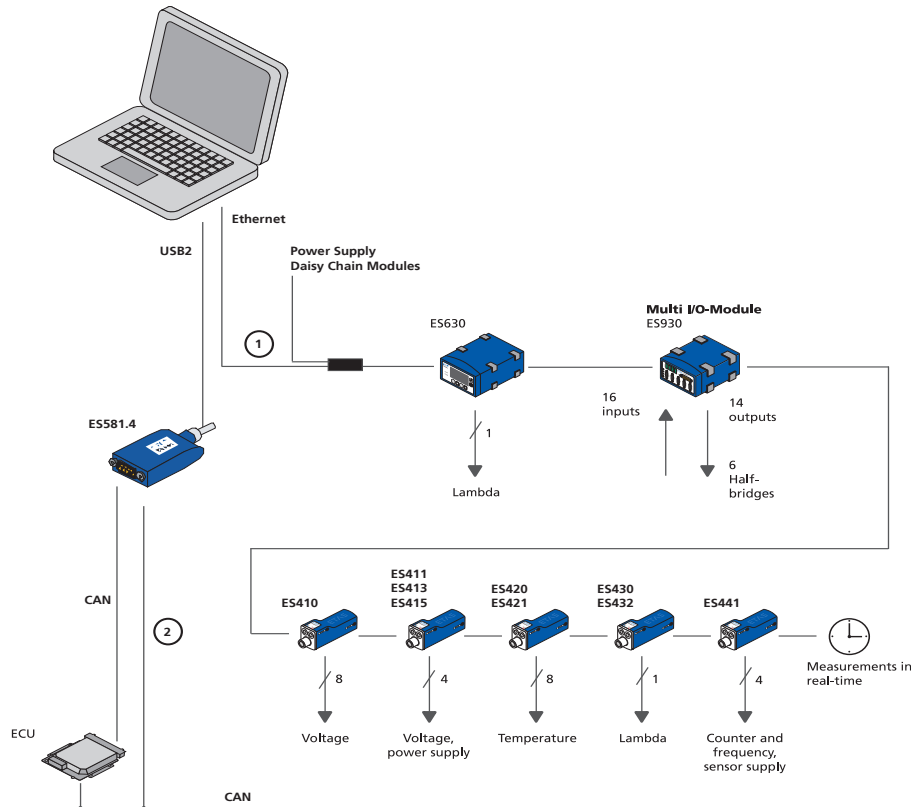 Ethernet
USB2
Power Supply
Daisy Chain Modules
1
ES630
Multi I/O-Module
ES930
16
inputs
14
outputs
1
Lambda
6
Half-
bridges
ES581.4
CAN
2
ES410
ES411
ES413
ES415
ES420
ES421
ES430
ES432
ES441
Measurements in
real-time
8
4
8
1
4
Voltage
Voltage,
power supply
Temperature
Lambda
Counter and
frequency,
sensor supply
ECU
CAN